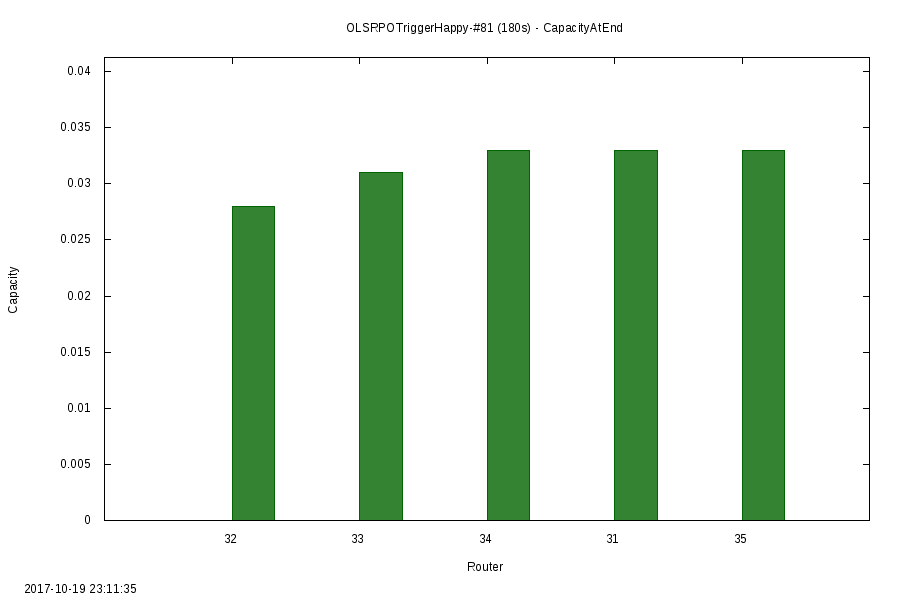 OLSRPOTriggerHappy-#81 (180s) - CapacityAtEnd
0.04
0.035
0.03
0.025
0.02
0.015
0.01
0.005
0
Capacity
32 33 34 31 35
Router
2017-10-19 23:11:35